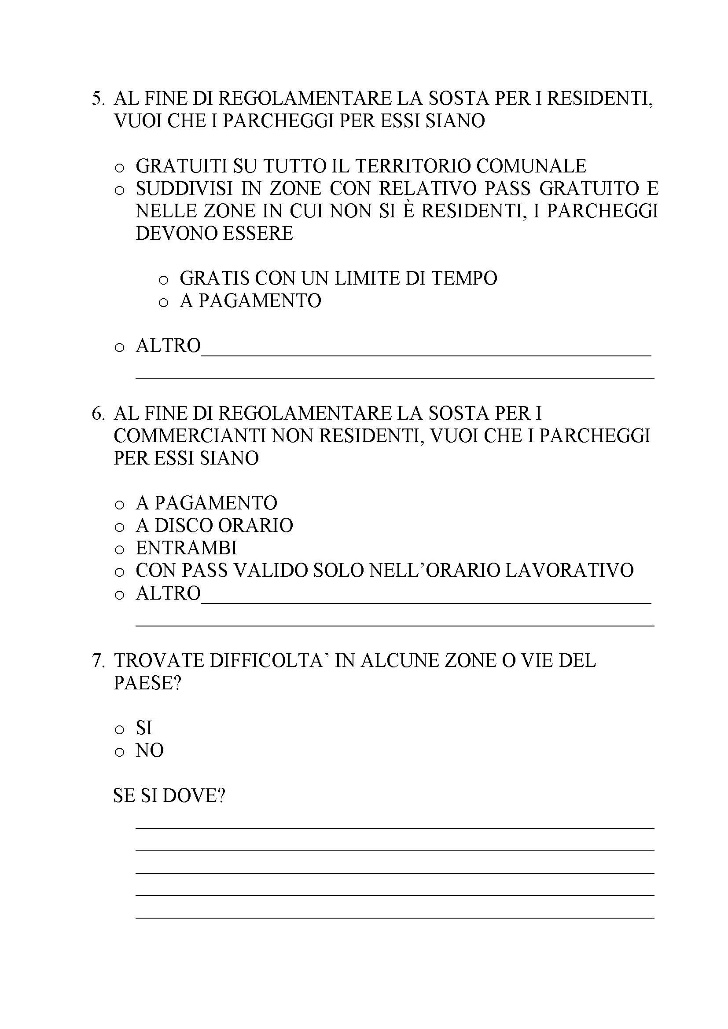 5. AL FINE DI REGOLAMENTARE LA SOSTA PER I RESIDENTI,
VUOI CHE I PARCHEGGI PER ESSI SIANO
o GRATUITI SU TUTTO IL TERRITORIO COMUNALE
o SUDDIVISI IN ZONE CON RELATIVO PASS GRATUITO E
NELLE ZONE IN CUI NON SI È RESIDENTI, I PARCHEGGI
DEVONO ESSERE
o GRATIS CON UN LIMITE DI TEMPO
o A PAGAMENTO
o ALTRO
6. AL FINE DI REGOLAMENTARE LA SOSTA PER I
COMMERCIANTI NON RESIDENTI, VUOI CHE I PARCHEGGI
PER ESSI SIANO
o A PAGAMENTO
o A DISCO ORARIO
o ENTRAMBI
o CON PASS VALIDO SOLO NELL’ORARIO LAVORATIVO
o ALTRO
7. TROVATE DIFFICOLTA` IN ALCUNE ZONE O VIE DEL
PAESE?
o SI
o NO
SE SI DOVE?